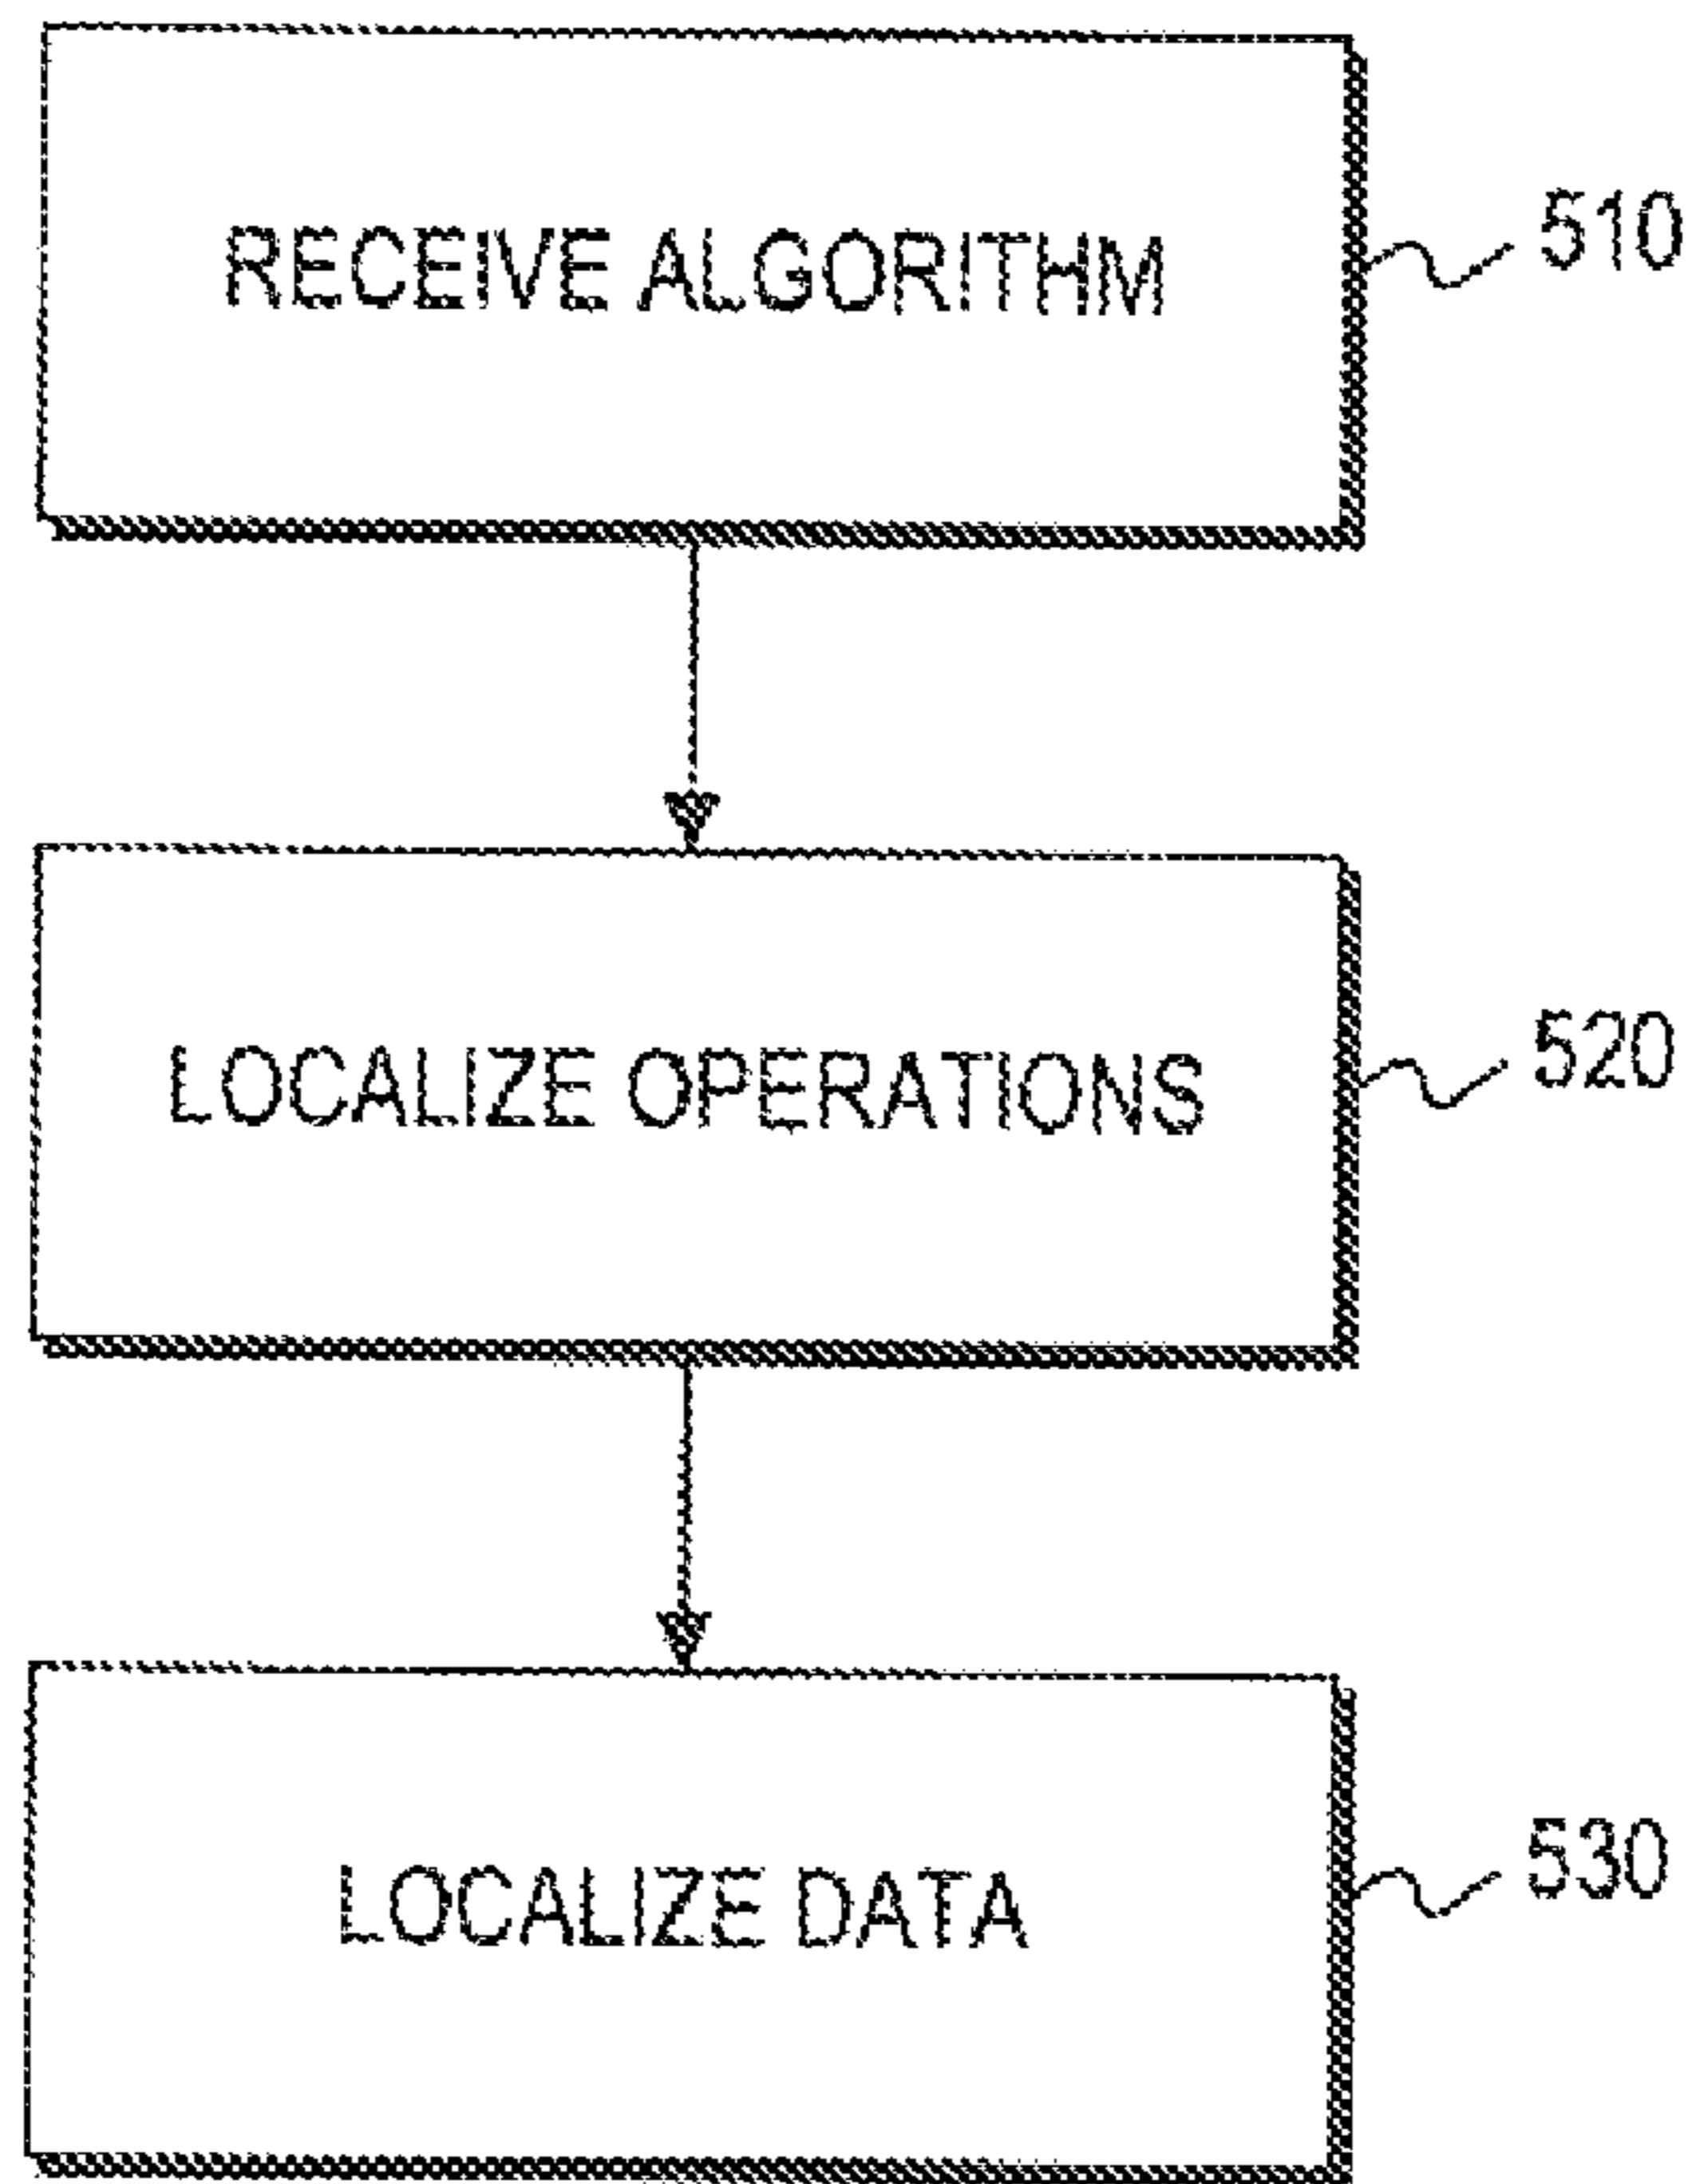 RECEIVE ALGORITHM
510
LOCALIZE OPERATIONS
520
LOCALIZE DATA
530